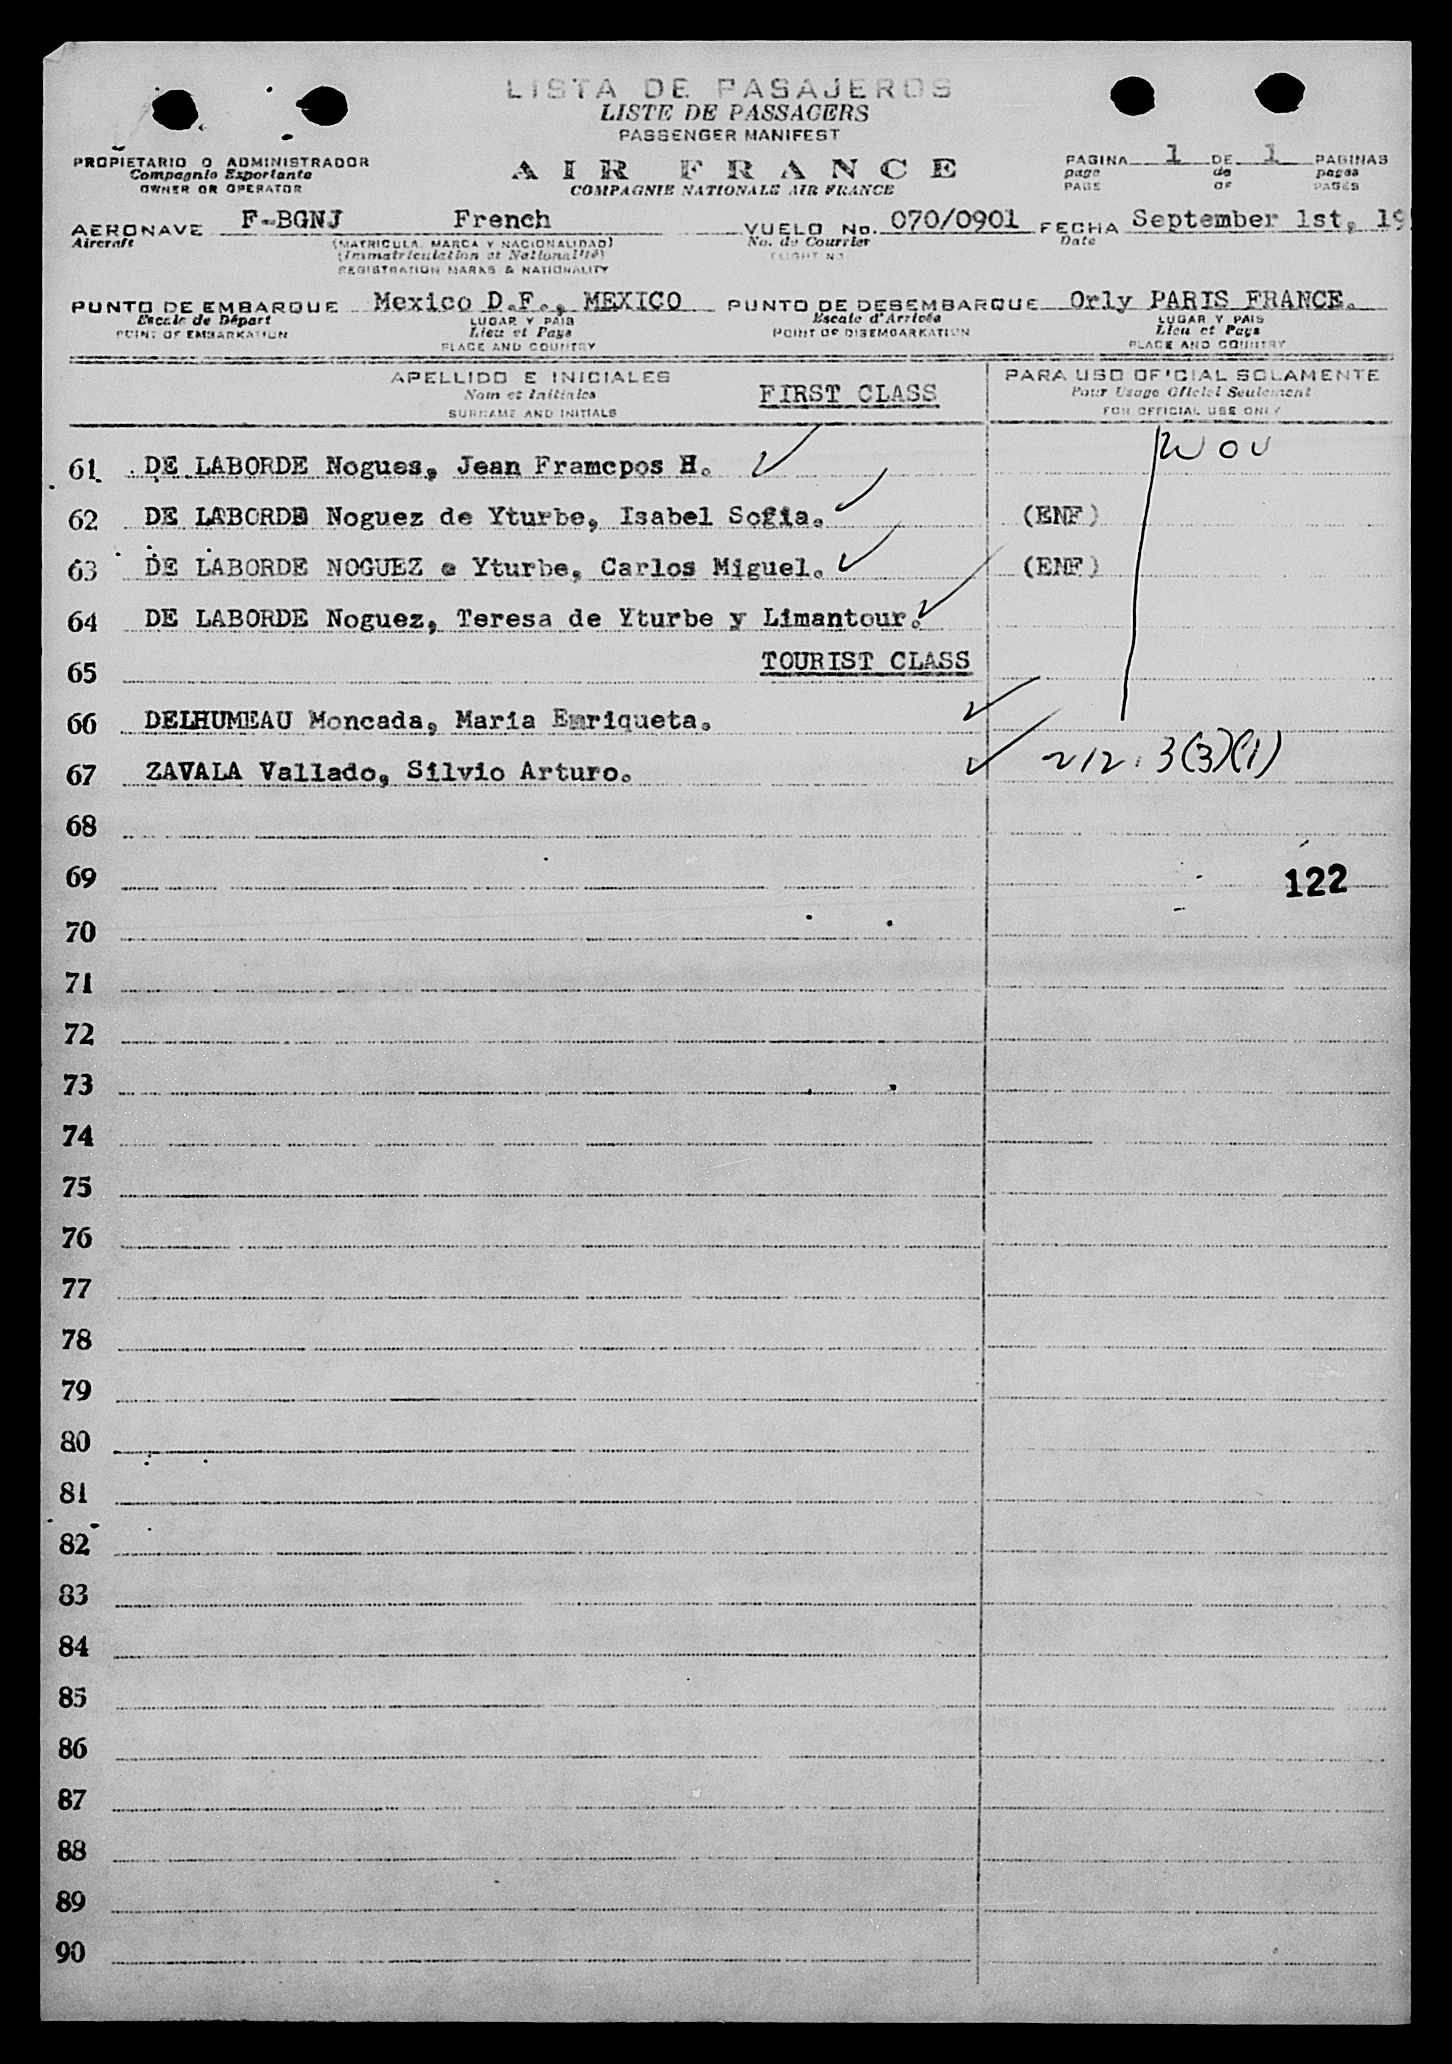 LISTA DE PASAJEROS
LISTE DE PASSAGERS
PASSENGER MANIFEST
PROPIETARIO O ADMINISTRADOR
Compagnie Exportante
OWNER OR OPERATOR
AIR FRANCE
COMPAGNIE NATIONALE AIR FRANCE
PAGINA 1 DE 1 PAGINAS
page de pages
PAGE OF PAGES
AERONAVE F-BGNJ French VUELO No. 070/0901 FECHA September 1st, 19
Aircraft (MATRICULA, MARCA Y NACIONALIDAD) No. du Courrier Date
(Immatriculation et Nationalité) FLIGHT No.
REGISTRATION MARKS & NATIONALITY
PUNTO DE EMBARQUE Mexico D.F., MEXICO PUNTO DE DESEMBARQUE Orly PARIS FRANCE.
Escale de Départ LUGAR Y PAIS Escale d'Arrivée LUGAR Y PAIS
POINT OF EMBARKATION Lieu et Pays POINT OF DISEMBARKATION Lieu et Pays
PLACE AND COUNTRY PLACE AND COUNTRY
APELLIDO E INICIALES PARA USO OFICIAL SOLAMENTE
Nom et Initiales FIRST CLASS Pour Usage Officiel Seulement
SURNAME AND INITIALS FOR OFFICIAL USE ONLY
61 DE LABORDE Nogues, Jean Framcpos H.
62 DE LABORDE Noguez de Yturbe, Isabel Sofia. (ENF)
63 DE LABORDE NOGUEZ e Yturbe, Carlos Miguel. (ENF)
64 DE LABORDE Noguez, Teresa de Yturbe y Limantour.
65 TOURIST CLASS
66 DELHUMEAU Moncada, Maria Enriqueta.
67 ZAVALA Vallado, Silvio Arturo. 212.3(3)(1)
68
69 122
70
71
72
73
74
75
76
77
78
79
80
81
82
83
84
85
86
87
88
89
90